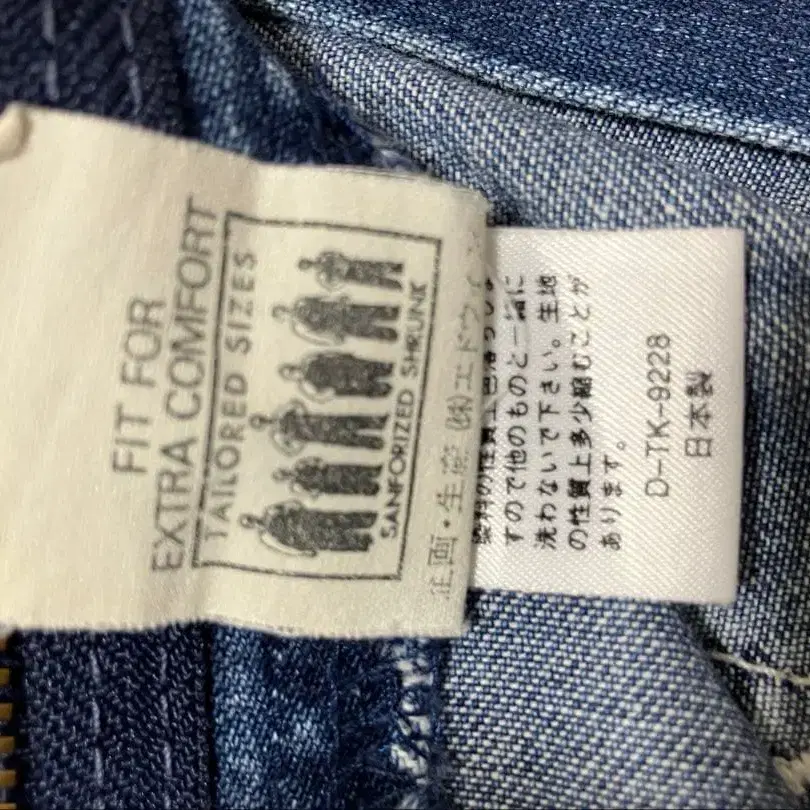 FIT FOR
EXTRA COMFORT
TAILORED SIZES
SANFORIZED SHRUNK
企画・生産 (株)エドウィ
染料の性質上色落ちしま
すので他のものと一緒に
洗わないで下さい。生地
の性質上多少縮むことが
あります。
D-TK-9228
日本製